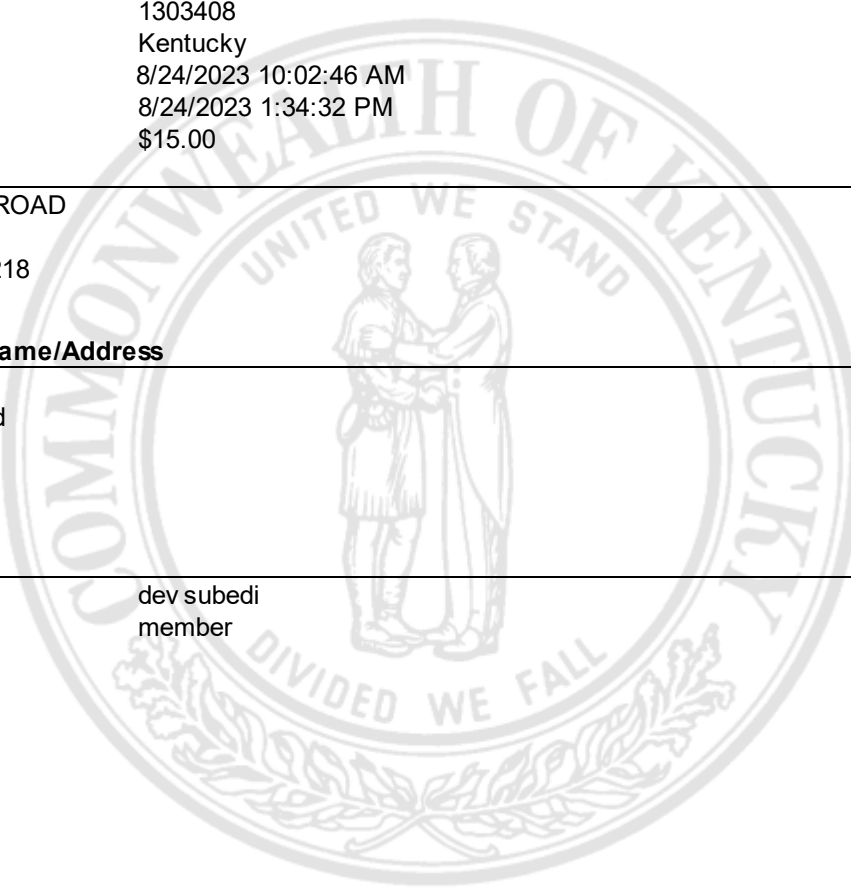 1303408
Kentucky
8/24/2023 10:02:46 AM
8/24/2023 1:34:32 PM
$15.00
ROAD
218
ame/Address
d
dev subedi
member
COMMONWEALTH OF KENTUCKY
UNITED WE STAND
DIVIDED WE FALL